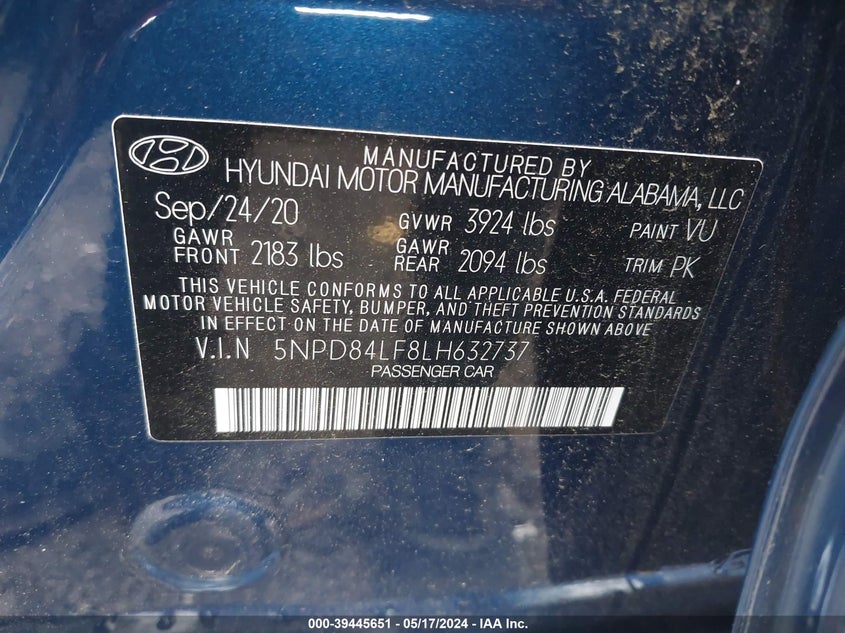 MANUFACTURED BY
HYUNDAI MOTOR MANUFACTURING ALABAMA, LLC
Sep/24/20 GVWR 3924 lbs PAINT VU
GAWR FRONT 2183 lbs GAWR REAR 2094 lbs TRIM PK
THIS VEHICLE CONFORMS TO ALL APPLICABLE U.S.A. FEDERAL
MOTOR VEHICLE SAFETY, BUMPER, AND THEFT PREVENTION STANDARDS
IN EFFECT ON THE DATE OF MANUFACTURE SHOWN ABOVE
V.I.N 5NPD84LF8LH632737
PASSENGER CAR
000-39445651 - 05/17/2024 - IAA Inc.